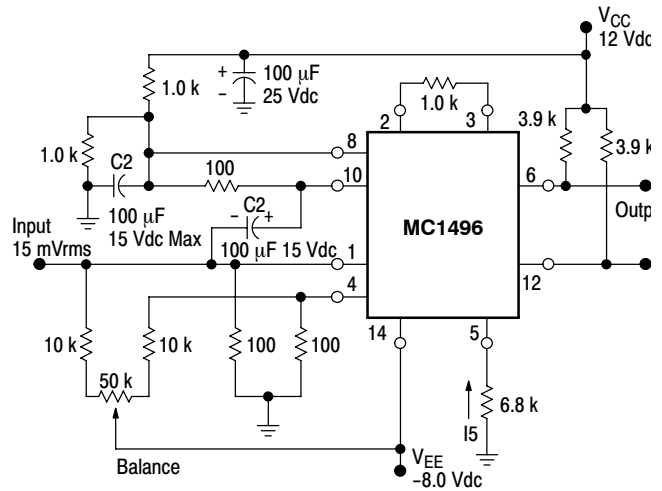 VCC
12 Vdc
+
−
100 µF
25 Vdc
1.0 k
1.0 k
2
3
3.9 k
3.9 k
1.0 k
8
C2
100
10
6
100 µF
15 Vdc Max
− C2 +
100 µF 15 Vdc
MC1496
Outp
Input
15 mVrms
1
12
4
14
5
10 k
10 k
100
100
50 k
6.8 k
I5
Balance
VEE
−8.0 Vdc